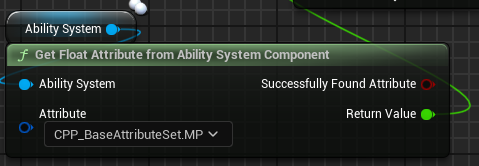 Ability System
Get Float Attribute from Ability System Component
Ability System
Successfully Found Attribute
Attribute
Return Value
CPP_BaseAttributeSet.MP